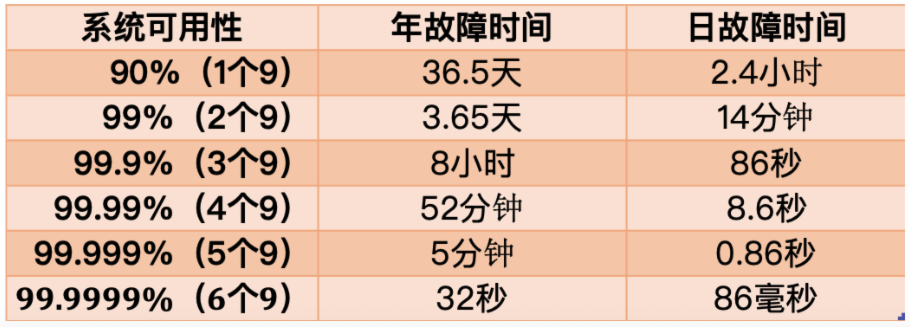 系统可用性 年故障时间 日故障时间
90%（1个9） 36.5天 2.4小时
99%（2个9） 3.65天 14分钟
99.9%（3个9） 8小时 86秒
99.99%（4个9） 52分钟 8.6秒
99.999%（5个9） 5分钟 0.86秒
99.9999%（6个9） 32秒 86毫秒